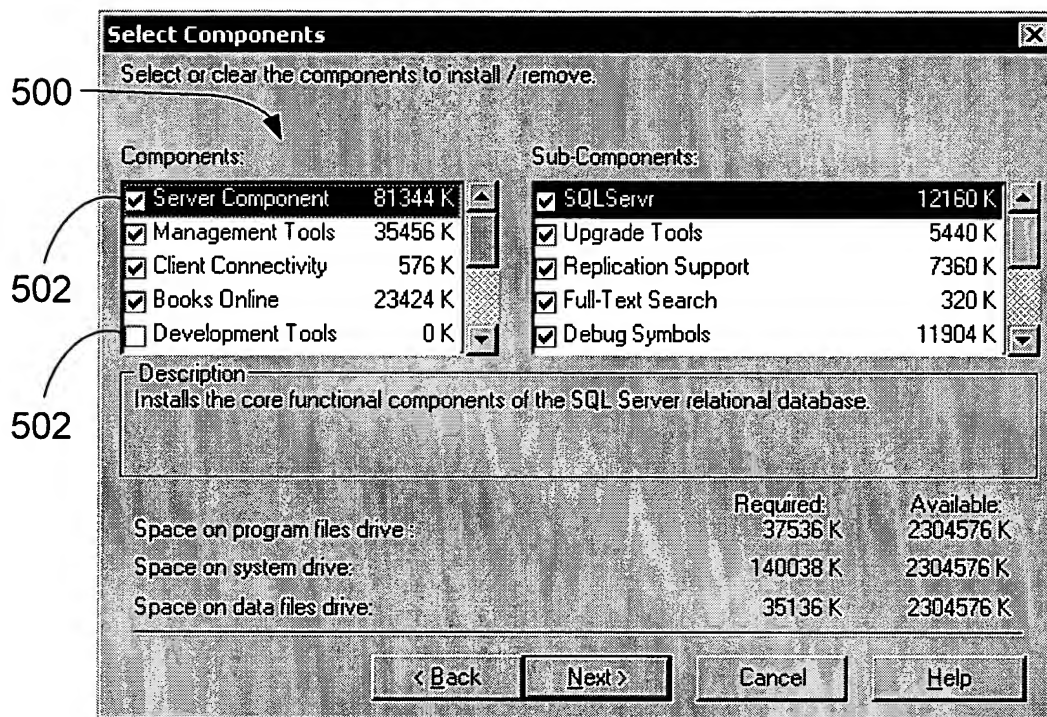 Select Components
Select or clear the components to install / remove.
500
Components:
Server Component 81344 K
Management Tools 35456 K
Client Connectivity 576 K
Books Online 23424 K
Development Tools 0 K
502
502
Sub-Components:
SQLServr 12160 K
Upgrade Tools 5440 K
Replication Support 7360 K
Full-Text Search 320 K
Debug Symbols 11904 K
Description
Installs the core functional components of the SQL Server relational database.
Required: Available:
Space on program files drive : 37536 K 2304576 K
Space on system drive: 140038 K 2304576 K
Space on data files drive: 35136 K 2304576 K
< Back Next > Cancel Help